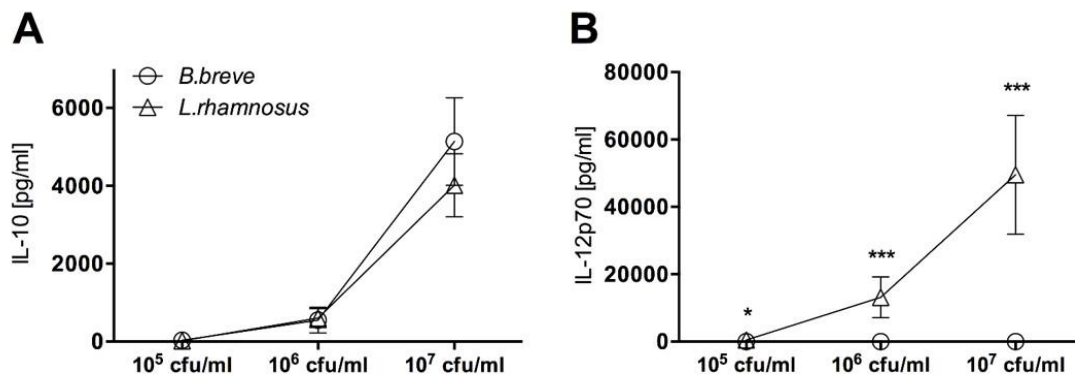 A
B.breve
L.rhamnosus
IL-10 [pg/ml]
6000
4000
2000
0
10⁵ cfu/ml 10⁶ cfu/ml 10⁷ cfu/ml
B
IL-12p70 [pg/ml]
80000
60000
40000
20000
0
***
***
*
10⁵ cfu/ml 10⁶ cfu/ml 10⁷ cfu/ml